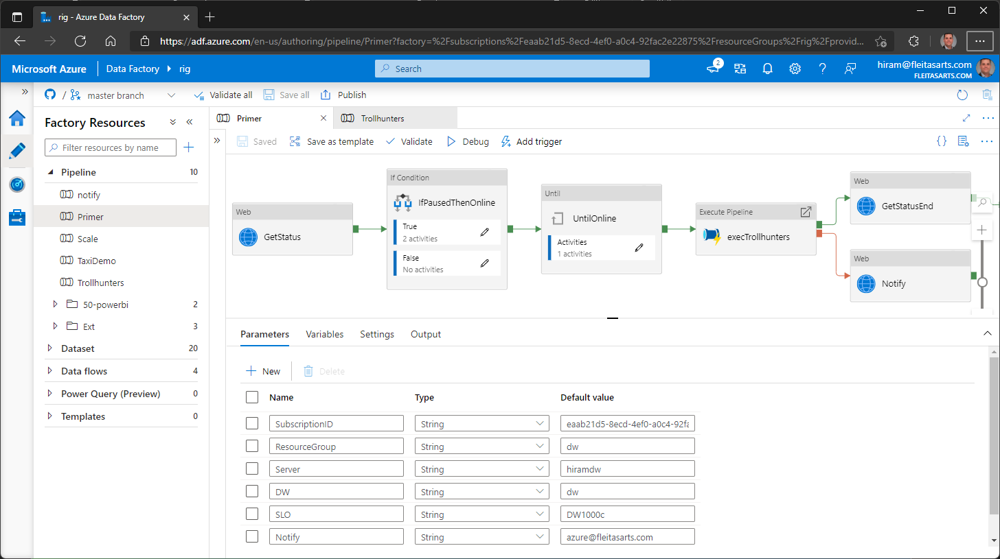 rig - Azure Data Factory
https://adf.azure.com/en-us/authoring/pipeline/Primer?factory=%2Fsubscriptions%2Feaab21d5-8ecd-4ef0-a0c4-92fac2e22875%2FresourceGroups%2Frig%2Fprovid...
Microsoft Azure Data Factory rig Search 2 hiram@fleitasarts.com
FLEITASARTS.COM
/ master branch Validate all Save all Publish
Factory Resources
Filter resources by name
Pipeline 10
notify
Primer
Scale
TaxiDemo
Trollhunters
50-powerbi 2
Ext 3
Dataset 20
Data flows 4
Power Query (Preview) 0
Templates 0
Primer Trollhunters
Saved Save as template Validate Debug Add trigger {}
Web
GetStatus
If Condition
IfPausedThenOnline
True
2 activities
False
No activities
Until
UntilOnline
Activities
1 activities
Execute Pipeline
execTrollhunters
Web
GetStatusEnd
Web
Notify
Parameters Variables Settings Output
New Delete
Name Type Default value
SubscriptionID String eaab21d5-8ecd-4ef0-a0c4-92fa
ResourceGroup String dw
Server String hiramdw
DW String dw
SLO String DW1000c
Notify String azure@fleitasarts.com